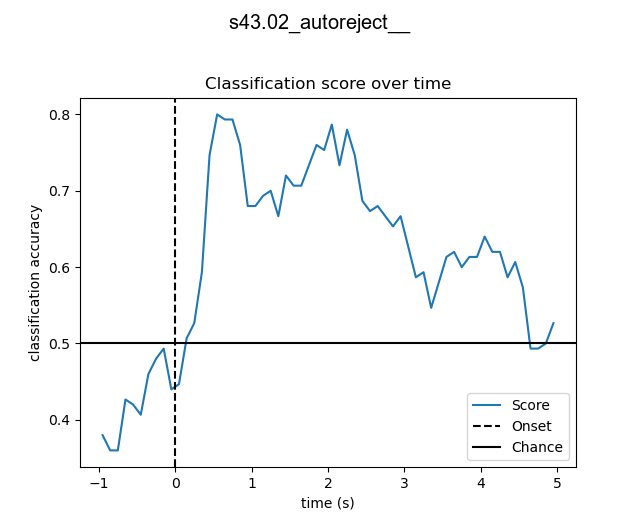 s43.02_autoreject__
Classification score over time
classification accuracy
0.8
0.7
0.6
0.5
0.4
Score
Onset
Chance
−1
0
1
2
3
4
5
time (s)